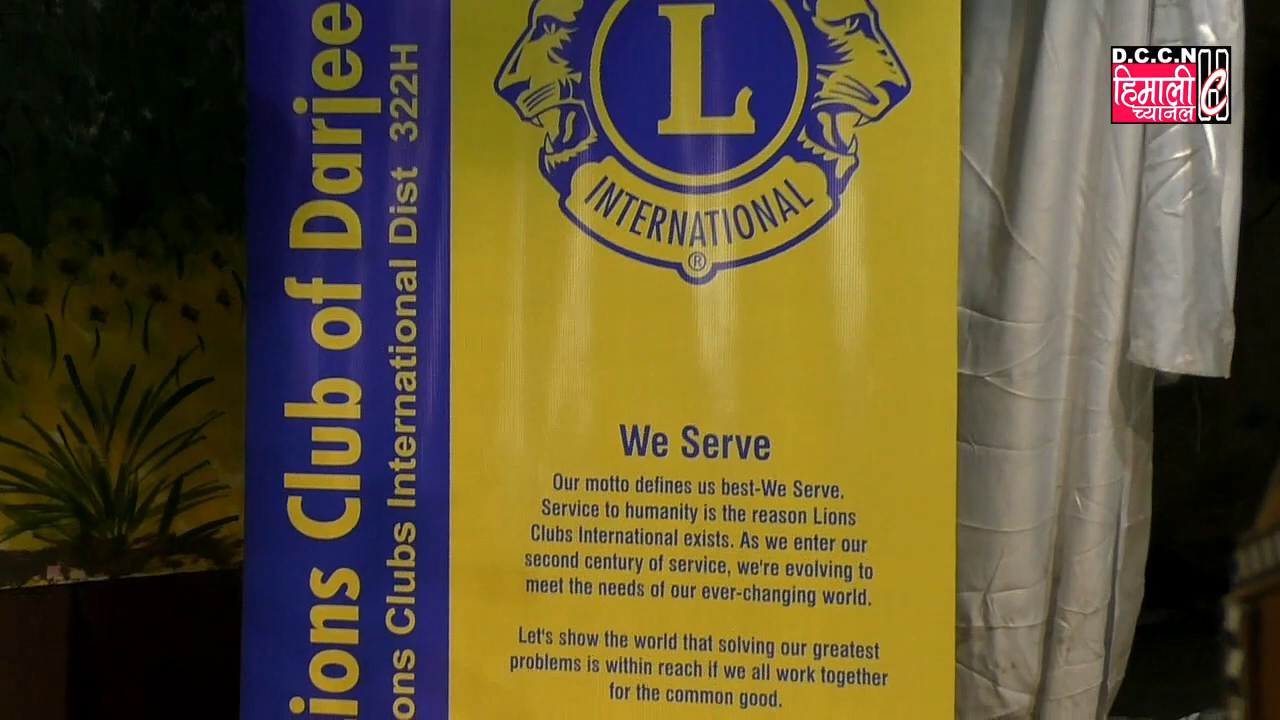 D.C.C.N
हिमाली
च्यानल
L
INTERNATIONAL
®
ions Club of Darjee
ons Clubs International Dist 322H
We Serve
Our motto defines us best-We Serve.
Service to humanity is the reason Lions
Clubs International exists. As we enter our
second century of service, we're evolving to
meet the needs of our ever-changing world.
Let's show the world that solving our greatest
problems is within reach if we all work together
for the common good.